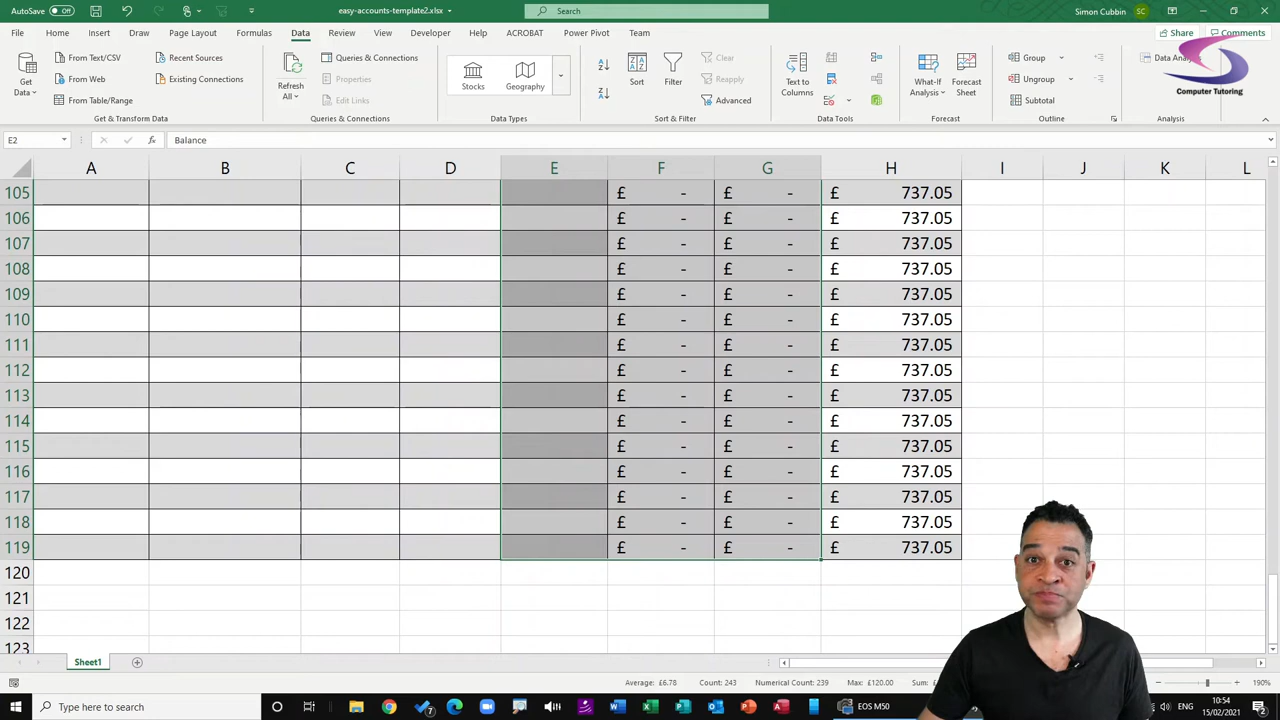 AutoSave Off easy-accounts-template2.xlsx Search Simon Cubbin SC
File Home Insert Draw Page Layout Formulas Data Review View Developer Help ACROBAT Power Pivot Team Share Comments
Get Data From Text/CSV From Web From Table/Range Recent Sources Existing Connections
Refresh All Queries & Connections Properties Edit Links
Stocks Geography
Sort Filter Clear Reapply Advanced
Text to Columns
What-If Analysis Forecast Sheet
Group Ungroup Subtotal
Computer Tutoring
Get & Transform Data Queries & Connections Data Types Sort & Filter Data Tools Forecast Outline Analysis
E2 fx Balance
A B C D E F G H I J K L
105 £ - £ - £ 737.05
106 £ - £ - £ 737.05
107 £ - £ - £ 737.05
108 £ - £ - £ 737.05
109 £ - £ - £ 737.05
110 £ - £ - £ 737.05
111 £ - £ - £ 737.05
112 £ - £ - £ 737.05
113 £ - £ - £ 737.05
114 £ - £ - £ 737.05
115 £ - £ - £ 737.05
116 £ - £ - £ 737.05
117 £ - £ - £ 737.05
118 £ - £ - £ 737.05
119 £ - £ - £ 737.05
120
121
122
123
Sheet1
Average: £6.78 Count: 243 Numerical Count: 239 Max: £120.00 Sum: 190%
Type here to search EOS M50 10:54
15/02/2021